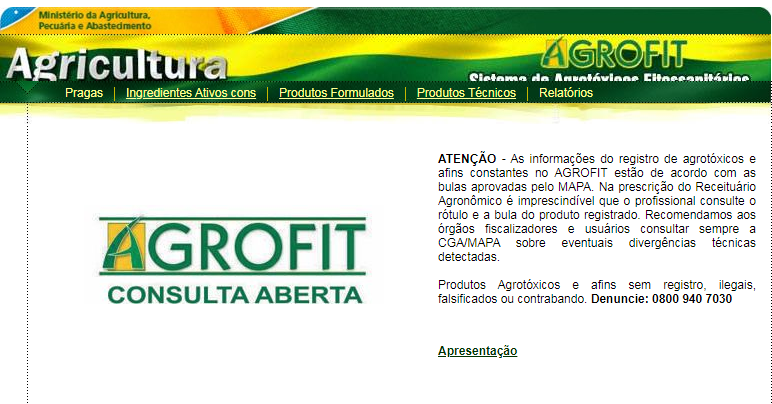 Ministério da Agricultura,
Pecuária e Abastecimento
Agricultura
AGROFIT
Sistema de Agrotóxicos Fitossanitários
Pragas | Ingredientes Ativos cons | Produtos Formulados | Produtos Técnicos | Relatórios
AGROFIT
CONSULTA ABERTA
ATENÇÃO - As informações do registro de agrotóxicos e
afins constantes no AGROFIT estão de acordo com as
bulas aprovadas pelo MAPA. Na prescrição do Receituário
Agronômico é imprescindível que o profissional consulte o
rótulo e a bula do produto registrado. Recomendamos aos
órgãos fiscalizadores e usuários consultar sempre a
CGA/MAPA sobre eventuais divergências técnicas
detectadas.
Produtos Agrotóxicos e afins sem registro, ilegais,
falsificados ou contrabando. Denuncie: 0800 940 7030
Apresentação